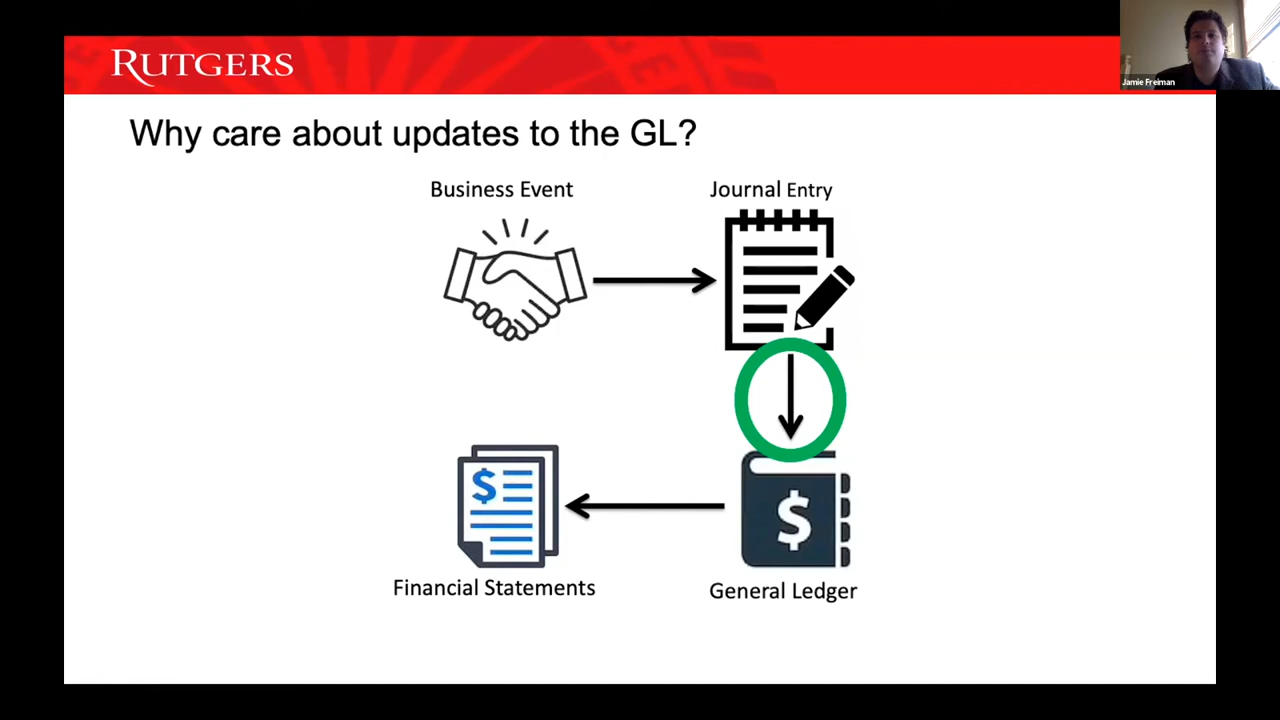 RUTGERS
Jamie Freiman
Why care about updates to the GL?
Business Event
Journal Entry
$
$
Financial Statements
General Ledger